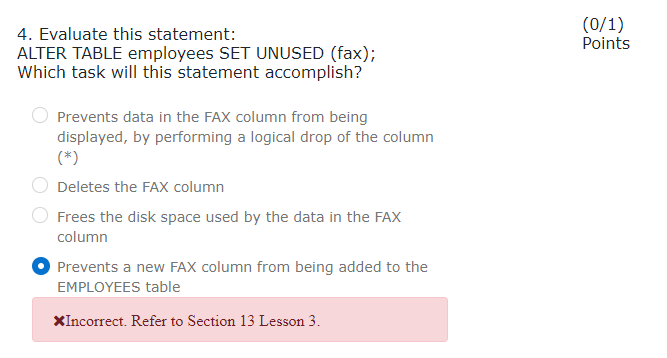 4. Evaluate this statement:
ALTER TABLE employees SET UNUSED (fax);
Which task will this statement accomplish?
(0/1)
Points
Prevents data in the FAX column from being
displayed, by performing a logical drop of the column
(*)
Deletes the FAX column
Frees the disk space used by the data in the FAX
column
Prevents a new FAX column from being added to the
EMPLOYEES table
✖Incorrect. Refer to Section 13 Lesson 3.